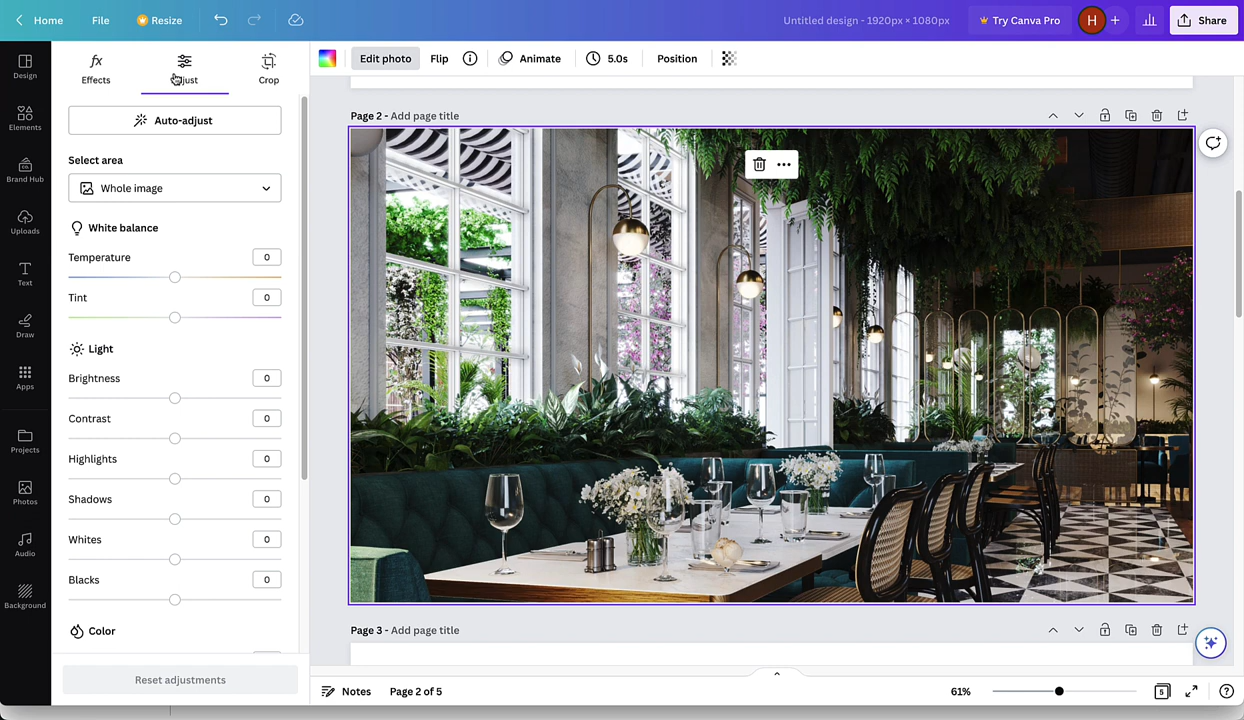 Home File Resize Untitled design - 1920px × 1080px Try Canva Pro H + Share
Design
Elements
CO.
Brand Hub
Uploads
Text
Draw
Apps
Projects
Photos
Audio
Background
fx
Effects Adjust Crop
Auto-adjust
Select area
Whole image
White balance
Temperature 0
Tint 0
Light
Brightness 0
Contrast 0
Highlights 0
Shadows 0
Whites 0
Blacks 0
Color
Reset adjustments
Edit photo Flip Animate 5.0s Position
Page 2 - Add page title
Page 3 - Add page title
Notes Page 2 of 5 61% 5 ?